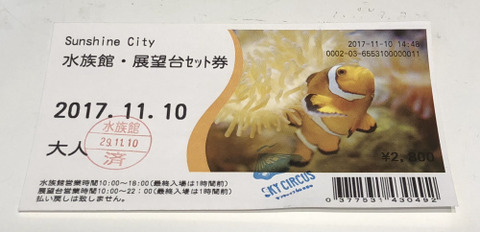 Sunshine City
2017-11-10 14:49
0002-03-6553100000011
水族館・展望台セット券
2017.11.10
水族館
29.11.10
済
大人
¥2,800
SKY CIRCUS
水族館営業時間10:00～18:00(最終入場は1時間前)
展望台営業時間10:00～22:00(最終入場は1時間前)
払い戻しは致しません。
0377531430492